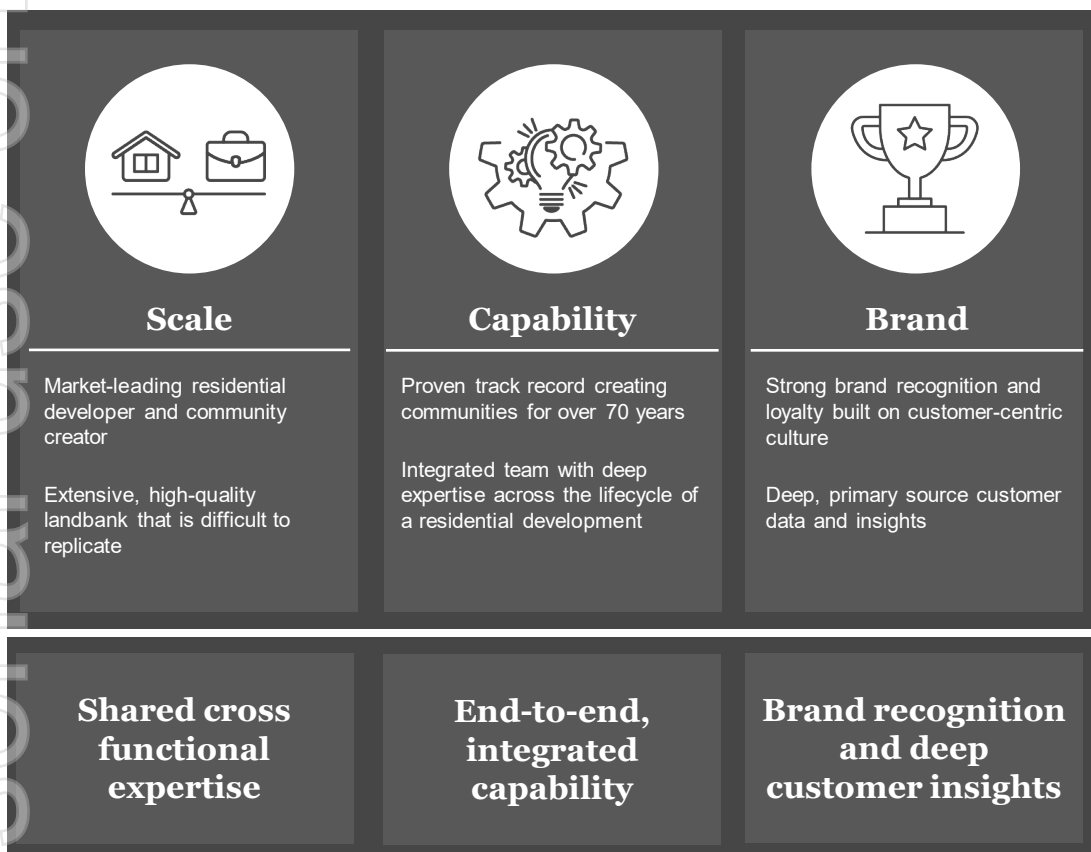 Scale
Market-leading residential
developer and community
creator
Extensive, high-quality
landbank that is difficult to
replicate
Capability
Proven track record creating
communities for over 70 years
Integrated team with deep
expertise across the lifecycle of
a residential development
Brand
Strong brand recognition and
loyalty built on customer-centric
culture
Deep, primary source customer
data and insights
Shared cross
functional
expertise
End-to-end,
integrated
capability
Brand recognition
and deep
customer insights